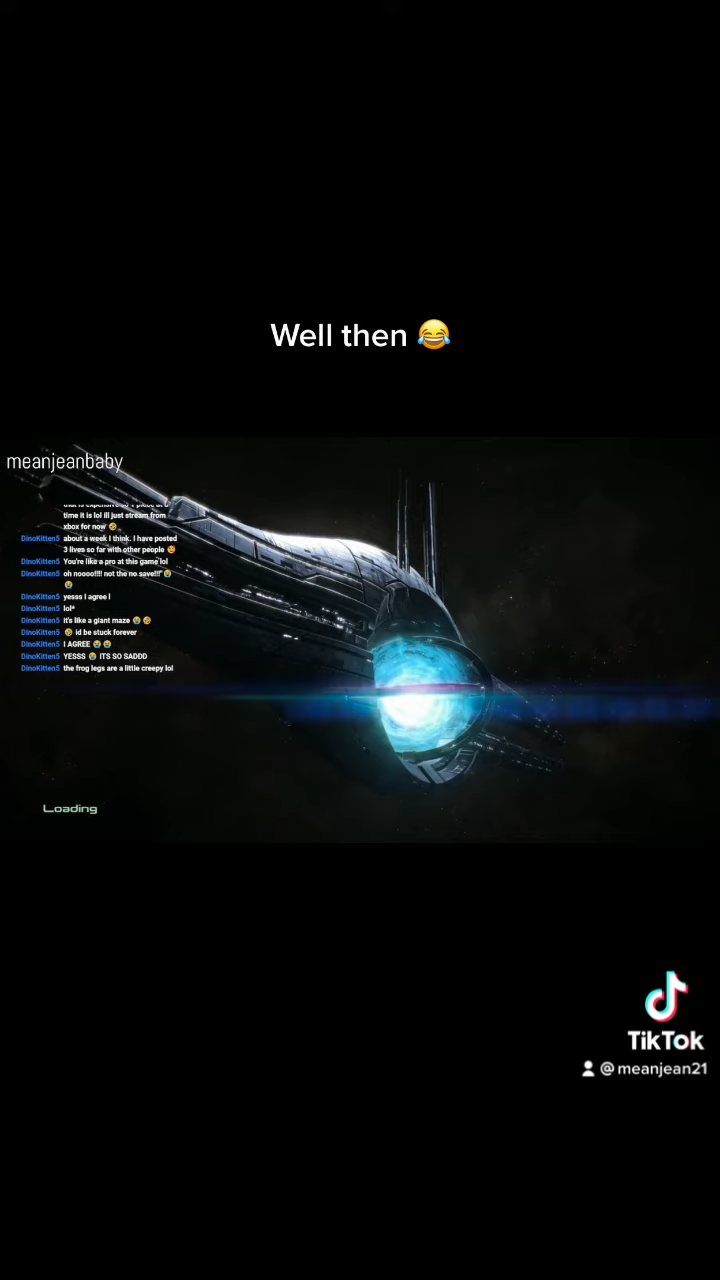 Well then 😂
meanjeanbaby
time it is lol ill just stream from
xbox for now 🤣
DinoKitten5 about a week I think. I have posted
3 lives so far with other people 😍
DinoKitten5 You're like a pro at this game lol
DinoKitten5 oh noooo!!!! not the no save!!!' 😭
😭
DinoKitten5 yesss I agree I
DinoKitten5 lol*
DinoKitten5 it's like a giant maze 😭 🤣
DinoKitten5 🤣 id be stuck forever
DinoKitten5 I AGREE 😭 😭
DinoKitten5 YESSS 😭 ITS SO SADDD
DinoKitten5 the frog legs are a little creepy lol
Loading
TikTok
@meanjean21